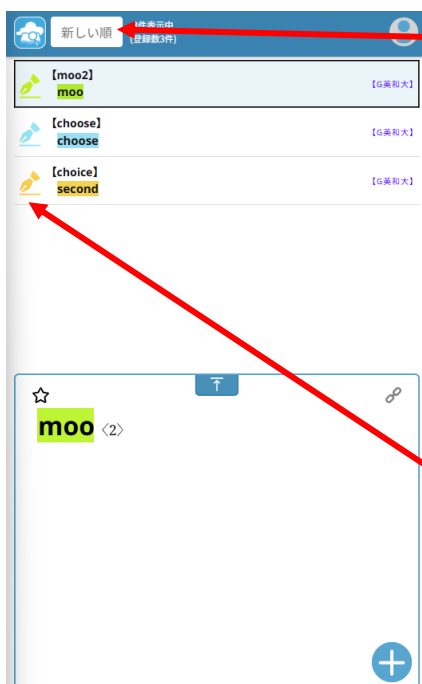 新しい順
件表示中
(登録数3件)
【moo2】
moo
【G英和大】
【choose】
choose
【G英和大】
【choice】
second
【G英和大】
moo 〈2〉